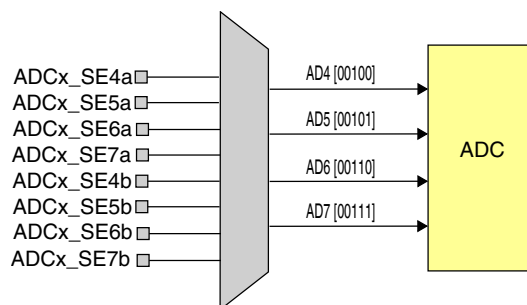 ADCx_SE4a
ADCx_SE5a
ADCx_SE6a
ADCx_SE7a
ADCx_SE4b
ADCx_SE5b
ADCx_SE6b
ADCx_SE7b
AD4 [00100]
AD5 [00101]
AD6 [00110]
AD7 [00111]
ADC